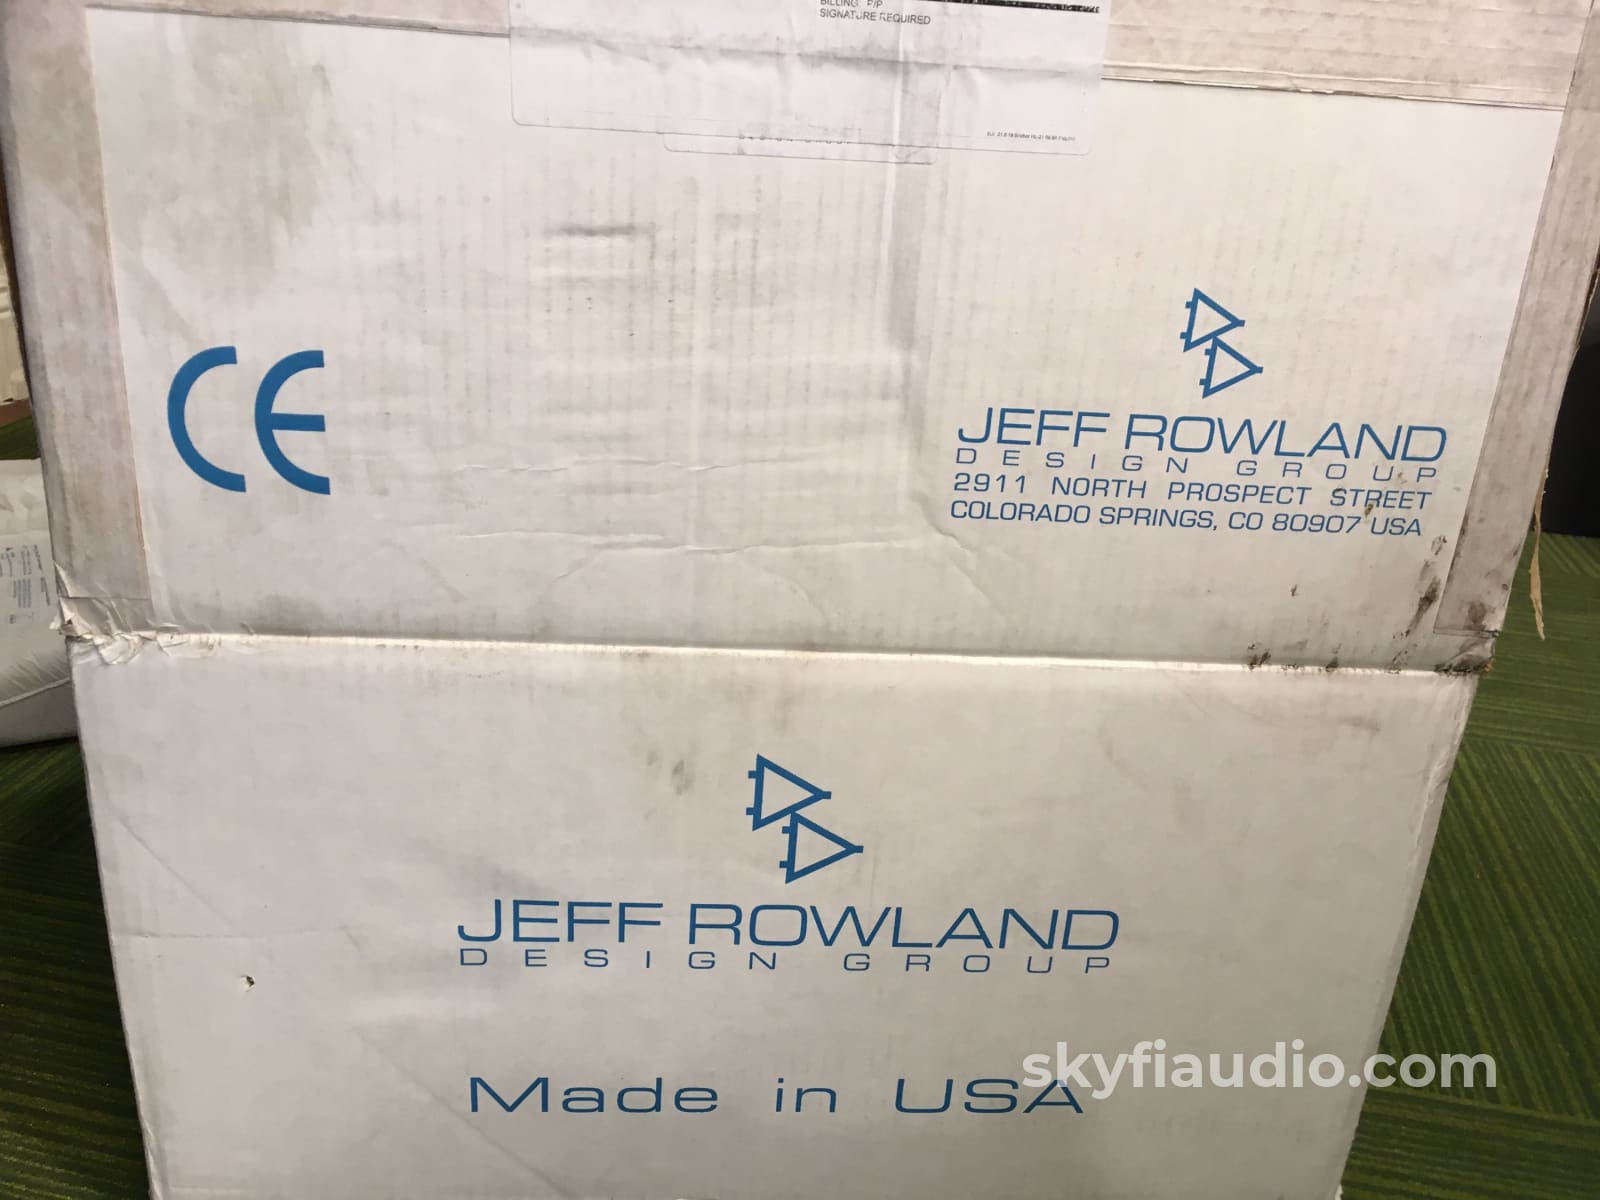 BILLING: P/P
SIGNATURE REQUIRED
CE
JEFF ROWLAND
DESIGN GROUP
2911 NORTH PROSPECT STREET
COLORADO SPRINGS, CO 80907 USA
JEFF ROWLAND
DESIGN GROUP
Made in USA
skyfiaudio.com